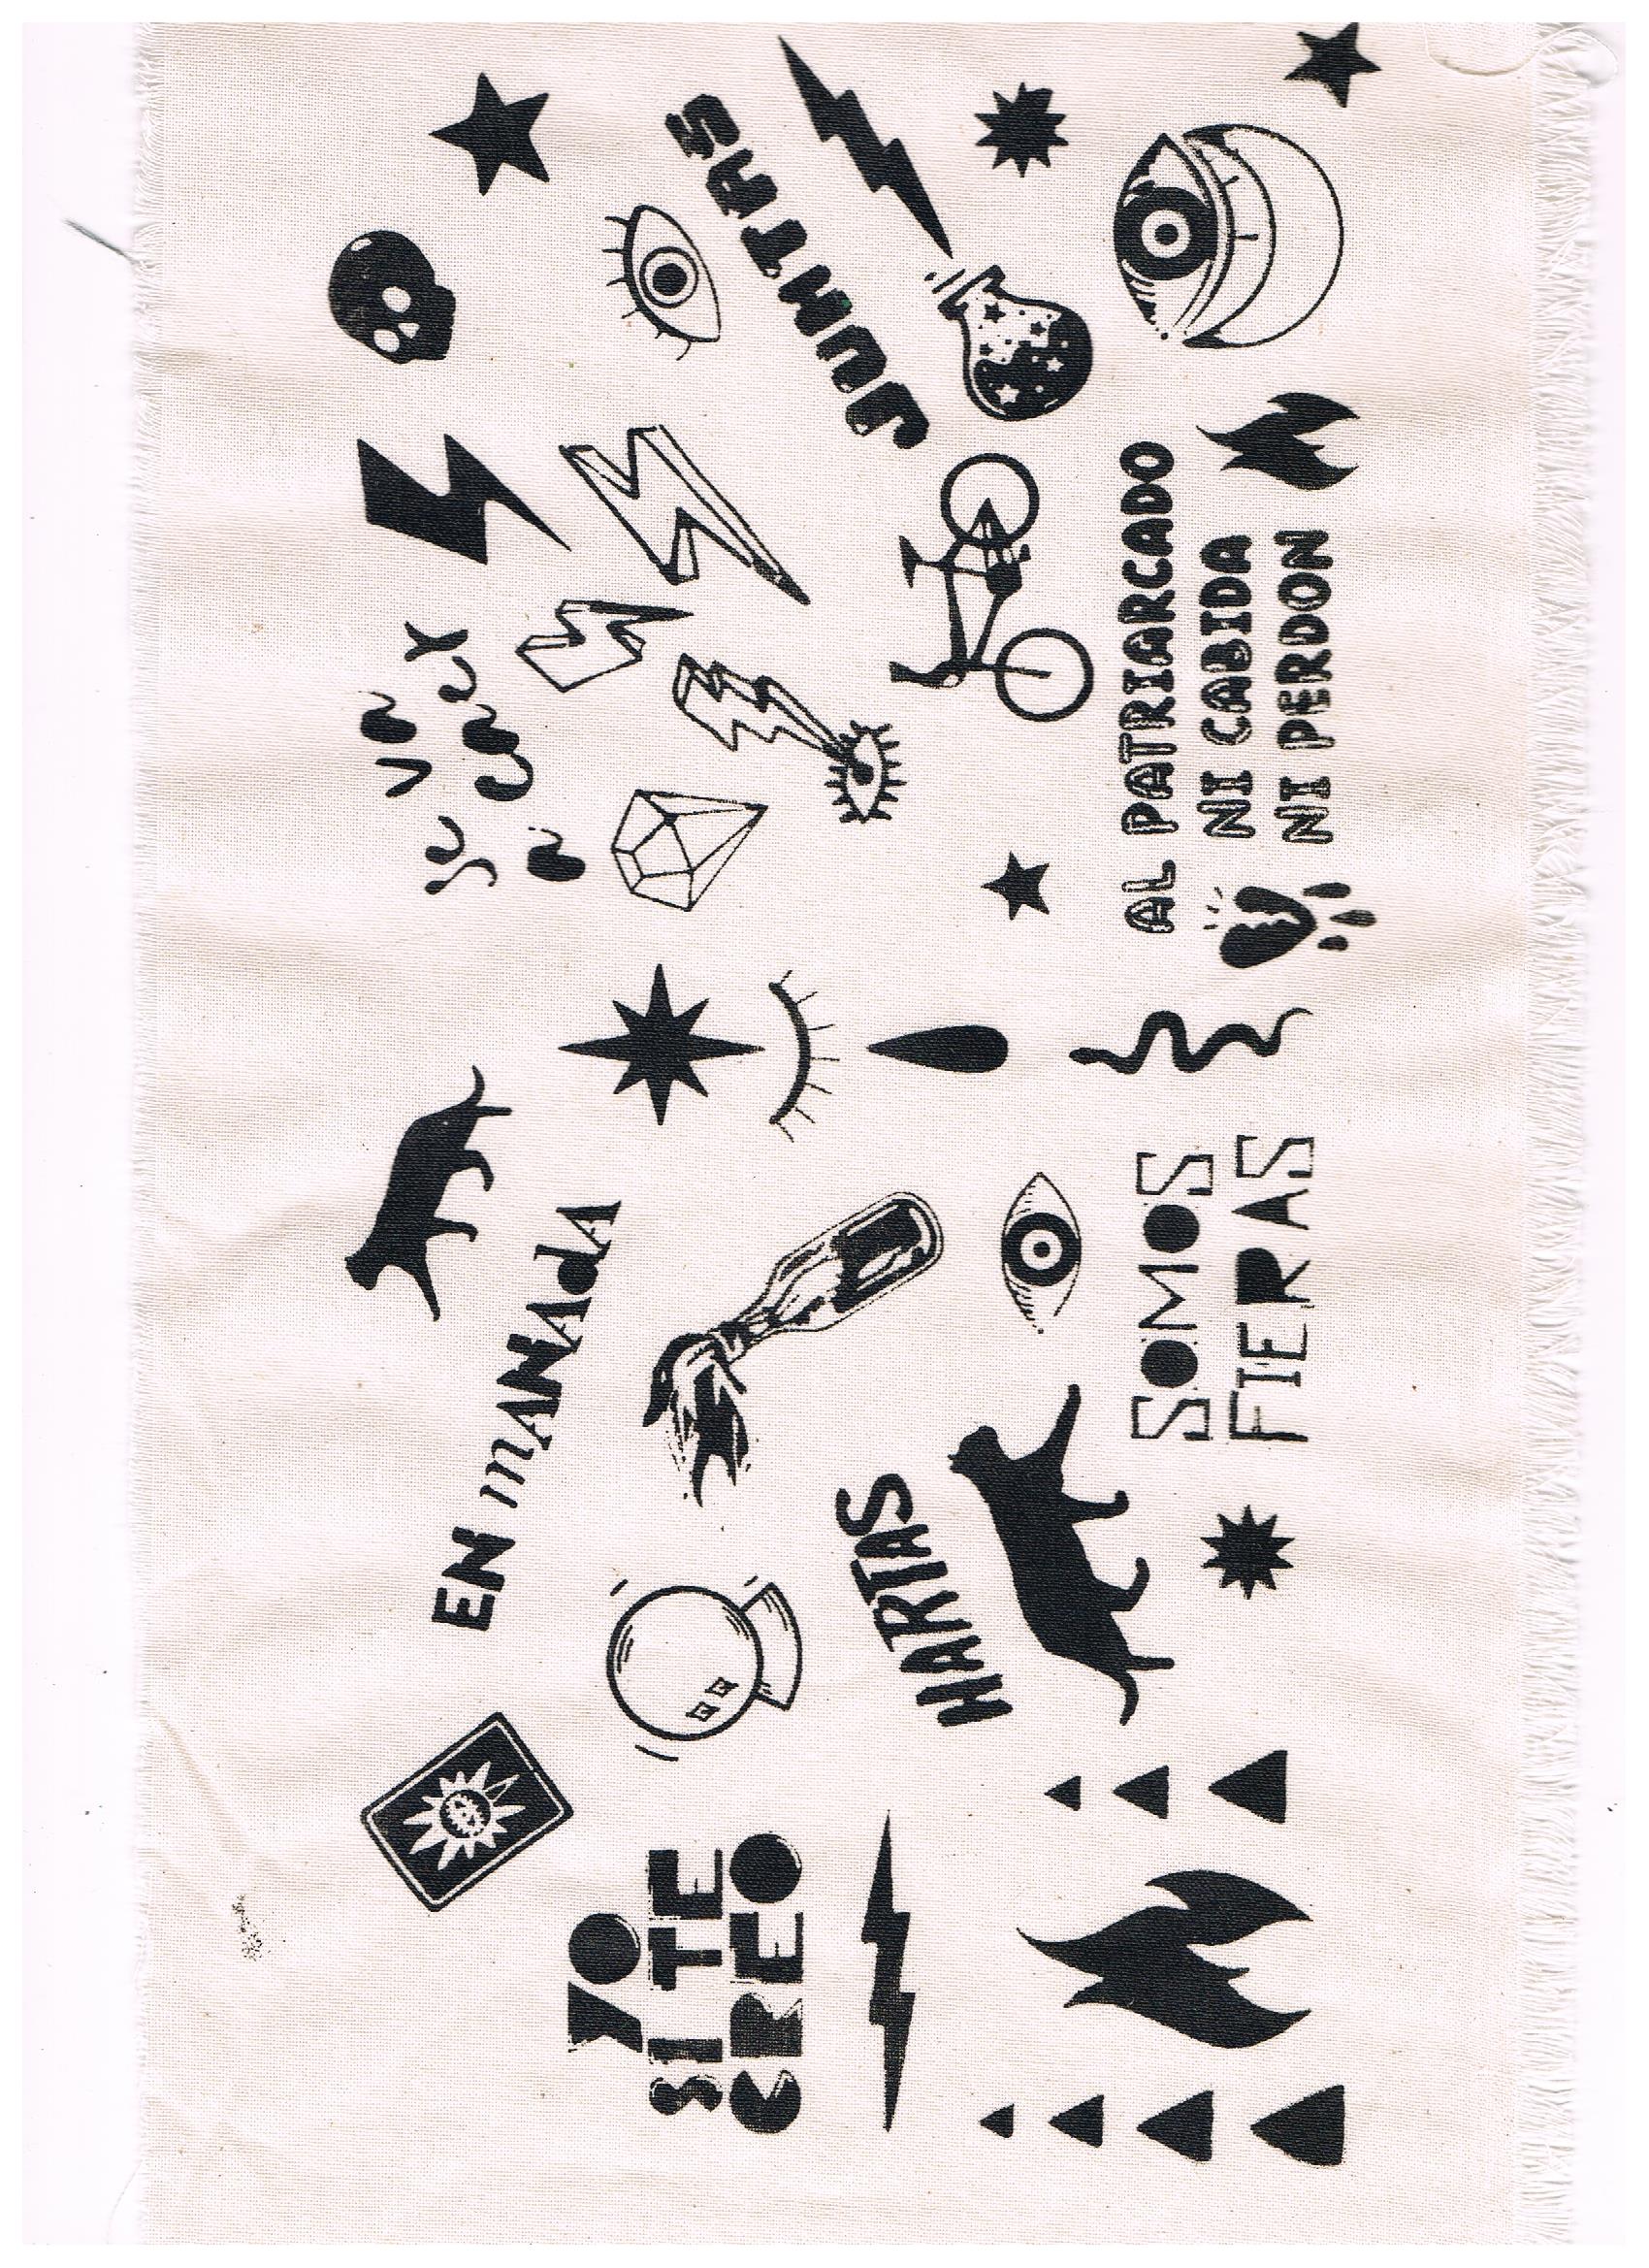 EN mANAdA
se va
a caer
YO
SI TE
CREO
JUNTAS
HARTAS
SOMOS
FIERAS
AL PATRIARCADO
NI CABIDA
NI PERDON